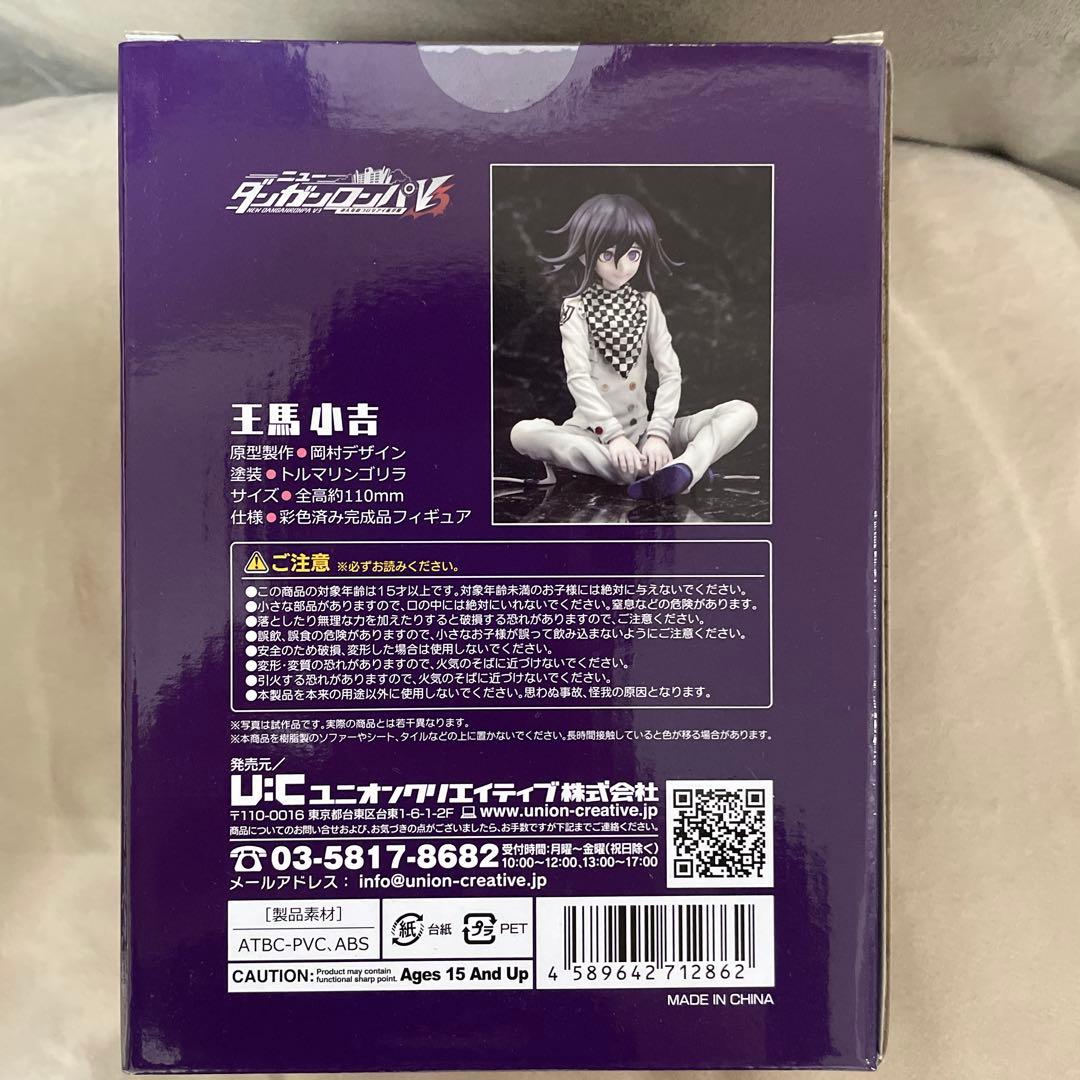 ニュー
ダンガンロンパV3
NEW DANGANRONPA V3 みんなのコロシアイ新学期
王馬 小吉
原型製作●岡村デザイン
塗装●トルマリンゴリラ
サイズ●全高約110mm
仕様●彩色済み完成品フィギュア
ご注意 ※必ずお読みください。
●この商品の対象年齢は15才以上です。対象年齢未満のお子様には絶対に与えないでください。
●小さな部品がありますので、口の中には絶対にいれないでください。窒息などの危険があります。
●落としたり無理な力を加えたりすると破損する恐れがありますので、ご注意ください。
●誤飲、誤食の危険がありますので、小さなお子様が誤って飲み込まないようにご注意ください。
●安全のため破損、変形した場合は使用しないでください。
●変形・変質の恐れがありますので、火気のそばに近づけないでください。
●引火する恐れがありますので、火気のそばに近づけないでください。
●本製品を本来の用途以外に使用しないでください。思わぬ事故、怪我の原因となります。
※写真は試作品です。実際の商品とは若干異なります。
※本商品を樹脂製のソファーやシート、タイルなどの上に置かないでください。長時間接触していると色が移る場合があります。
発売元/
U:C ユニオンクリエイティブ株式会社
〒110-0016 東京都台東区台東1-6-1-2F www.union-creative.jp
商品についてのお問い合せおよび、お気づきの点がございましたら、お手数ですが下記までご連絡ください。
☎03-5817-8682 受付時間:月曜～金曜(祝日除く) 10:00～12:00、13:00～17:00
メールアドレス： info@union-creative.jp
[製品素材]
ATBC-PVC、ABS
紙 台紙 プラ PET
CAUTION: Product may contain functional sharp point. Ages 15 And Up
4 589642 712862
MADE IN CHINA